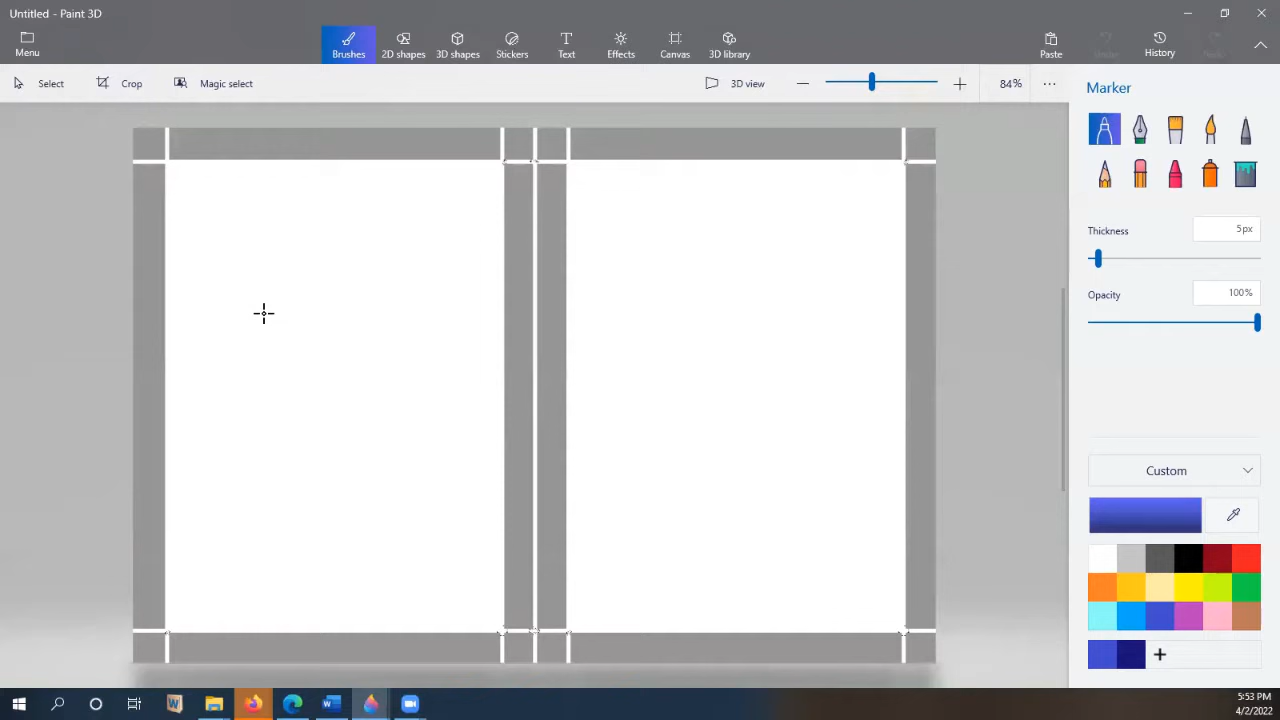 Untitled - Paint 3D
Menu
Brushes
2D shapes
3D shapes
Stickers
Text
Effects
Canvas
3D library
Paste
Undo
History
Redo
Select
Crop
Magic select
3D view
84%
Marker
Thickness
5px
Opacity
100%
Custom
5:53 PM
4/2/2022